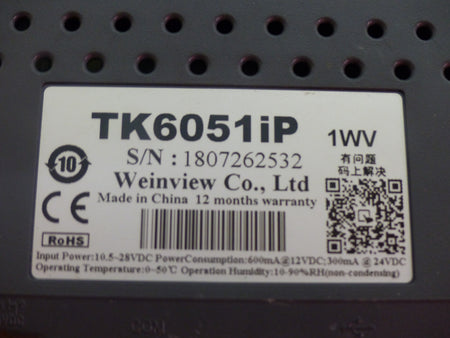 TK6051iP 1WV
10
S/N : 1807262532
有问题
码上解决
Weinview Co., Ltd
Made in China 12 months warranty
CE
RoHS
Input Power:10.5~28VDC PowerConsumption:600mA@12VDC; 300mA @ 24VDC
Operating Temperature:0~50°C Operation Humidity:10-90%RH(non-condensing)
COM